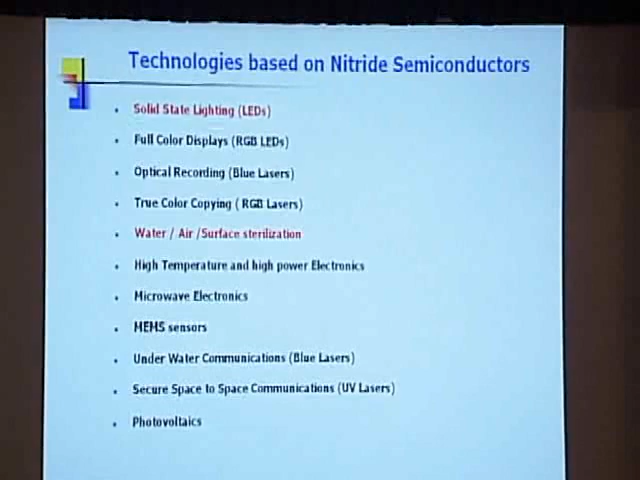 Technologies based on Nitride Semiconductors
Solid State Lighting (LEDs)
Full Color Displays (RGB LEDs)
Optical Recording (Blue Lasers)
True Color Copying ( RGB Lasers)
Water / Air /Surface sterilization
High Temperature and high power Electronics
Microwave Electronics
MEMS sensors
Under Water Communications (Blue Lasers)
Secure Space to Space Communications (UV Lasers)
Photovoltaics